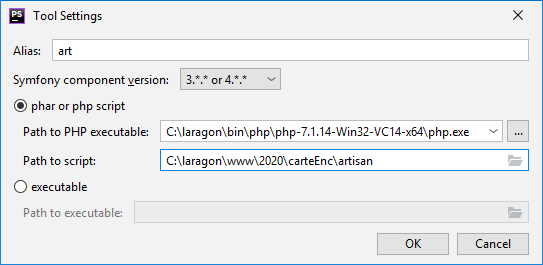 PS Tool Settings
Alias: art
Symfony component version: 3.*.* or 4.*.*
phar or php script
Path to PHP executable: C:\laragon\bin\php\php-7.1.14-Win32-VC14-x64\php.exe ...
Path to script: C:\laragon\www\2020\carteEnc\artisan
executable
Path to executable:
OK Cancel